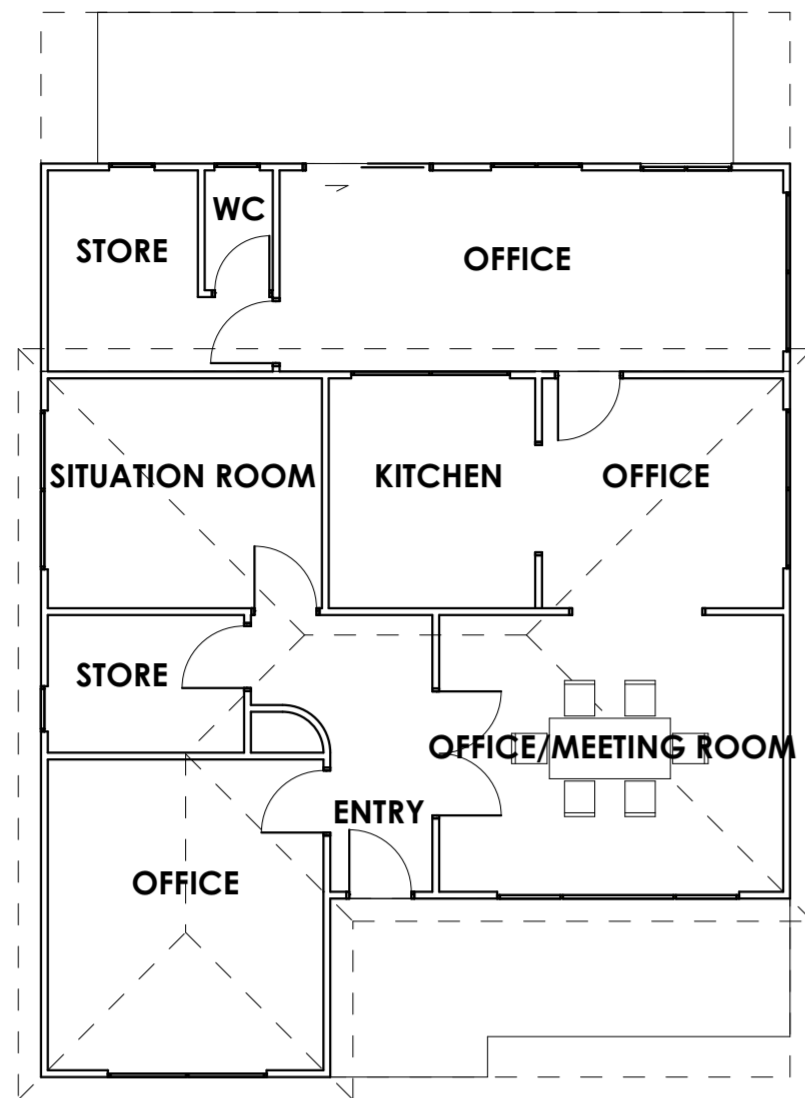 WC
STORE
OFFICE
SITUATION ROOM
KITCHEN
OFFICE
STORE
OFFICE/MEETING ROOM
ENTRY
OFFICE